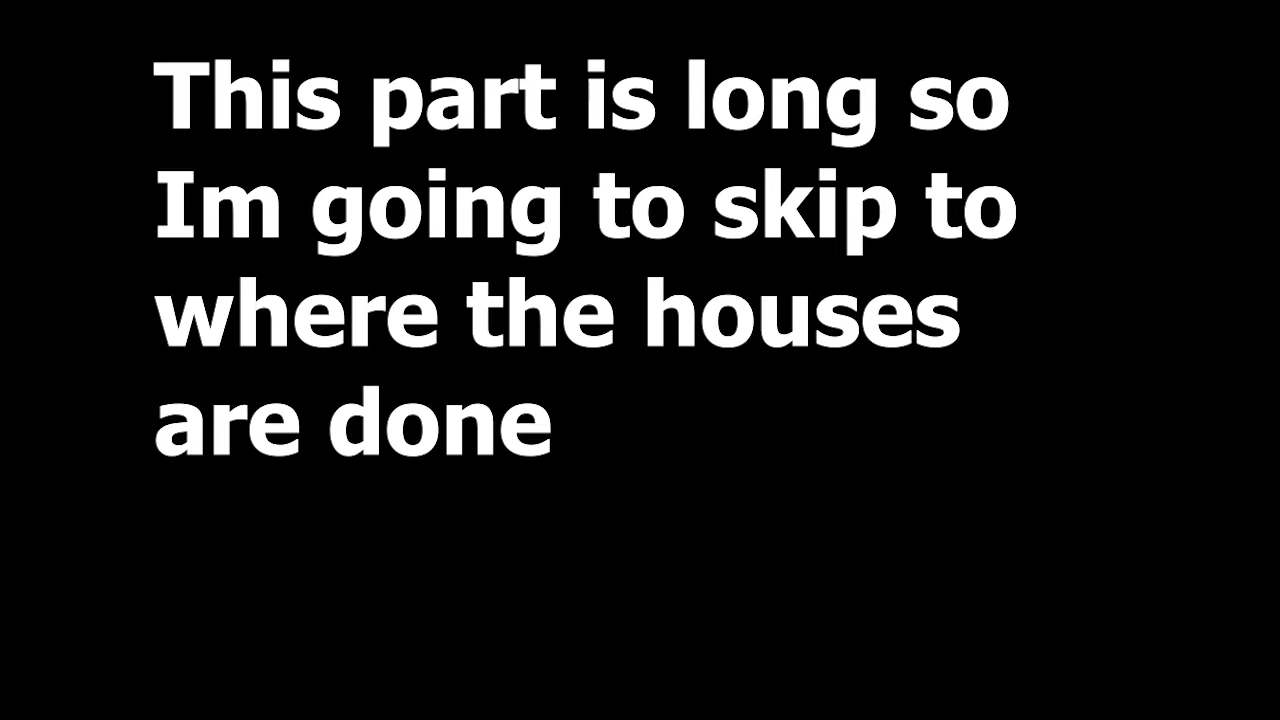 This part is long so
Im going to skip to
where the houses
are done